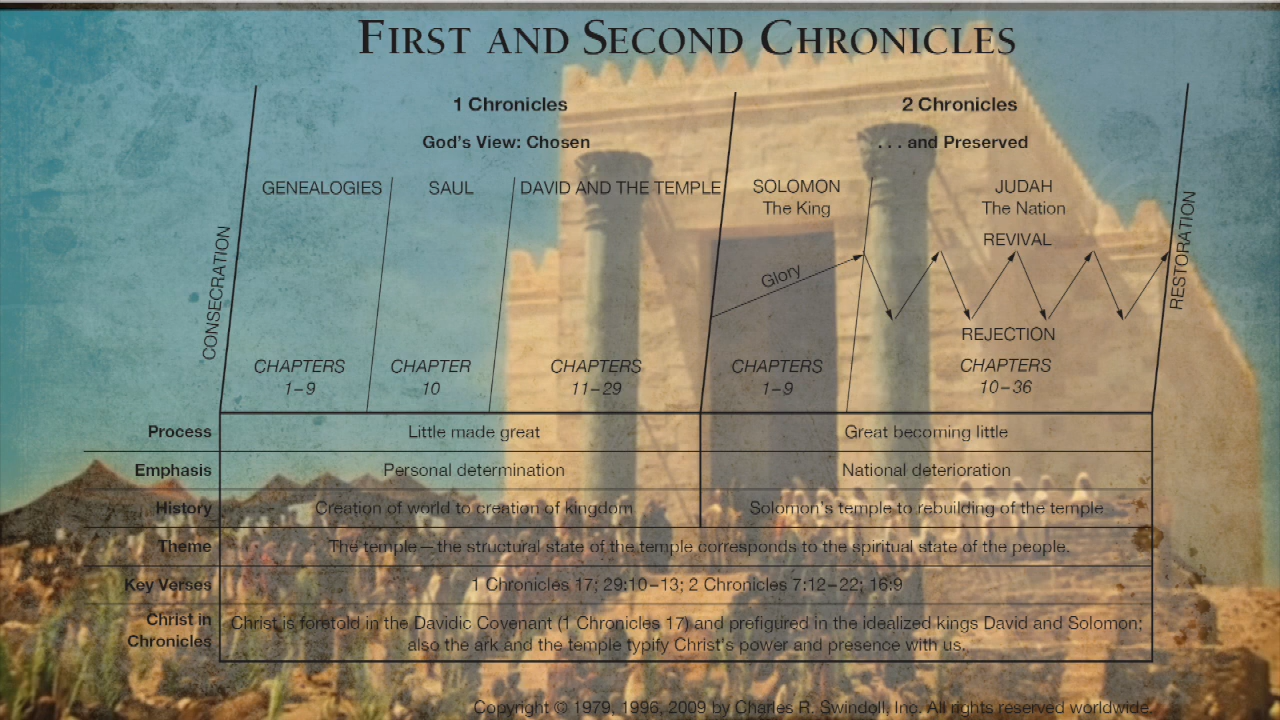 FIRST AND SECOND CHRONICLES
1 Chronicles
2 Chronicles
God's View: Chosen
. . . and Preserved
GENEALOGIES
SAUL
DAVID AND THE TEMPLE
SOLOMON
The King
JUDAH
The Nation
CONSECRATION
Glory
REVIVAL
REJECTION
RESTORATION
CHAPTERS
1–9
CHAPTER
10
CHAPTERS
11–29
CHAPTERS
1–9
CHAPTERS
10–36
Process Little made great Great becoming little
Emphasis Personal determination National deterioration
History Creation of world to creation of kingdom Solomon's temple to rebuilding of the temple
Theme The temple—the structural state of the temple corresponds to the spiritual state of the people.
Key Verses 1 Chronicles 17; 29:10–13; 2 Chronicles 7:12–22; 16:9
Christ in
Chronicles
Christ is foretold in the Davidic Covenant (1 Chronicles 17) and prefigured in the idealized kings David and Solomon;
also the ark and the temple typify Christ's power and presence with us.
Copyright © 1979, 1996, 2009 by Charles R. Swindoll, Inc. All rights reserved worldwide.